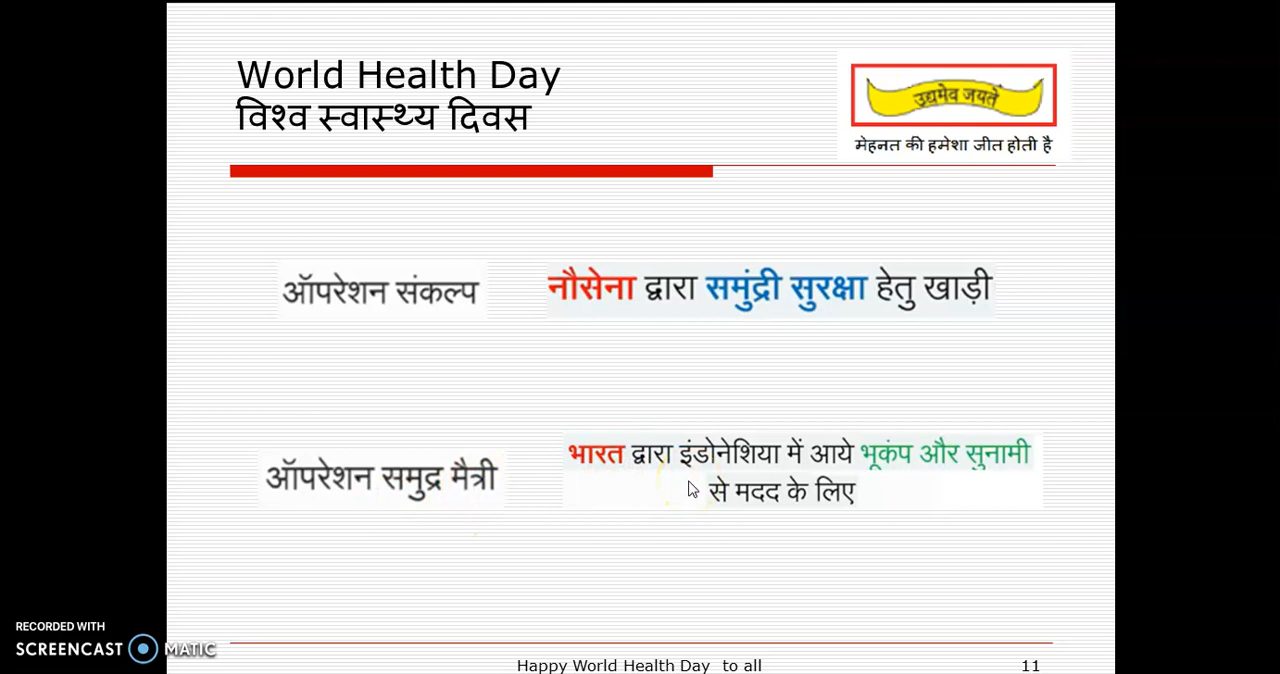 World Health Day
विश्व स्वास्थ्य दिवस
उद्यमेव जयते
मेहनत की हमेशा जीत होती है
ऑपरेशन संकल्प
नौसेना द्वारा समुंद्री सुरक्षा हेतु खाड़ी
ऑपरेशन समुद्र मैत्री
भारत द्वारा इंडोनेशिया में आये भूकंप और सुनामी
से मदद के लिए
RECORDED WITH
SCREENCAST MATIC
Happy World Health Day to all
11